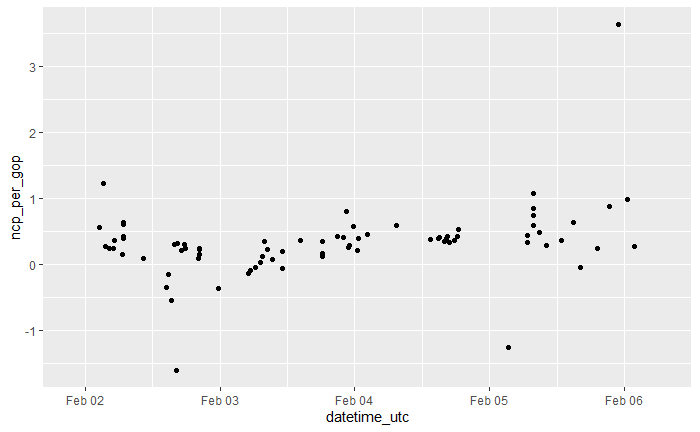 3
2
1
0
-1
ncp_per_gop
Feb 02
Feb 03
Feb 04
Feb 05
Feb 06
datetime_utc